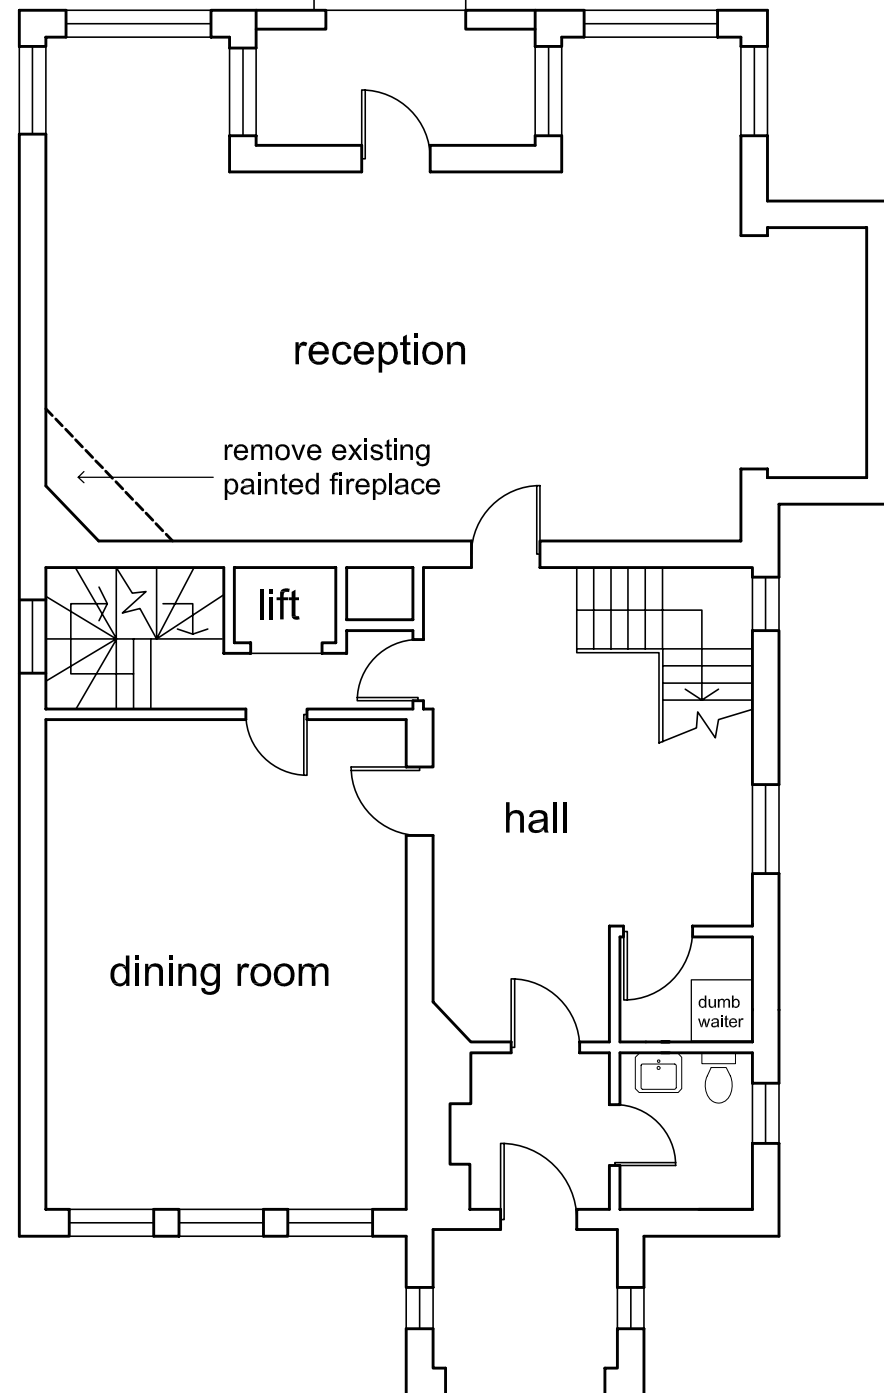 reception
remove existing
painted fireplace
lift
hall
dining room
dumb
waiter